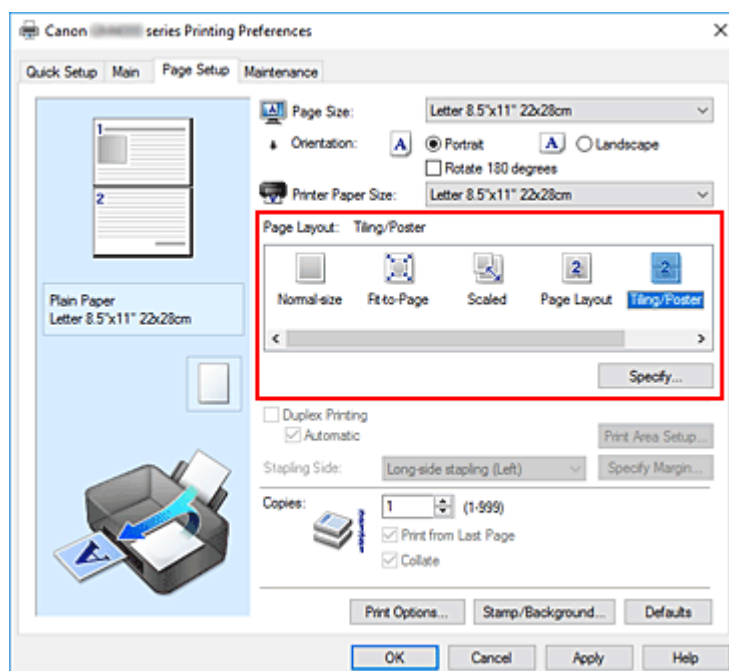 Canon series Printing Preferences
Quick Setup Main Page Setup Maintenance
1
2
Plain Paper
Letter 8.5"x11" 22x28cm
Page Size: Letter 8.5"x11" 22x28cm
Orientation: A Portrait A Landscape
Rotate 180 degrees
Printer Paper Size: Letter 8.5"x11" 22x28cm
Page Layout: Tiling/Poster
2 2
Normal-size Fit-to-Page Scaled Page Layout Tiling/Poster
Specify...
Duplex Printing
Automatic Print Area Setup...
Stapling Side: Long-side stapling (Left) Specify Margin...
Copies: 1 (1-999)
Print from Last Page
Collate
A
Print Options... Stamp/Background... Defaults
OK Cancel Apply Help